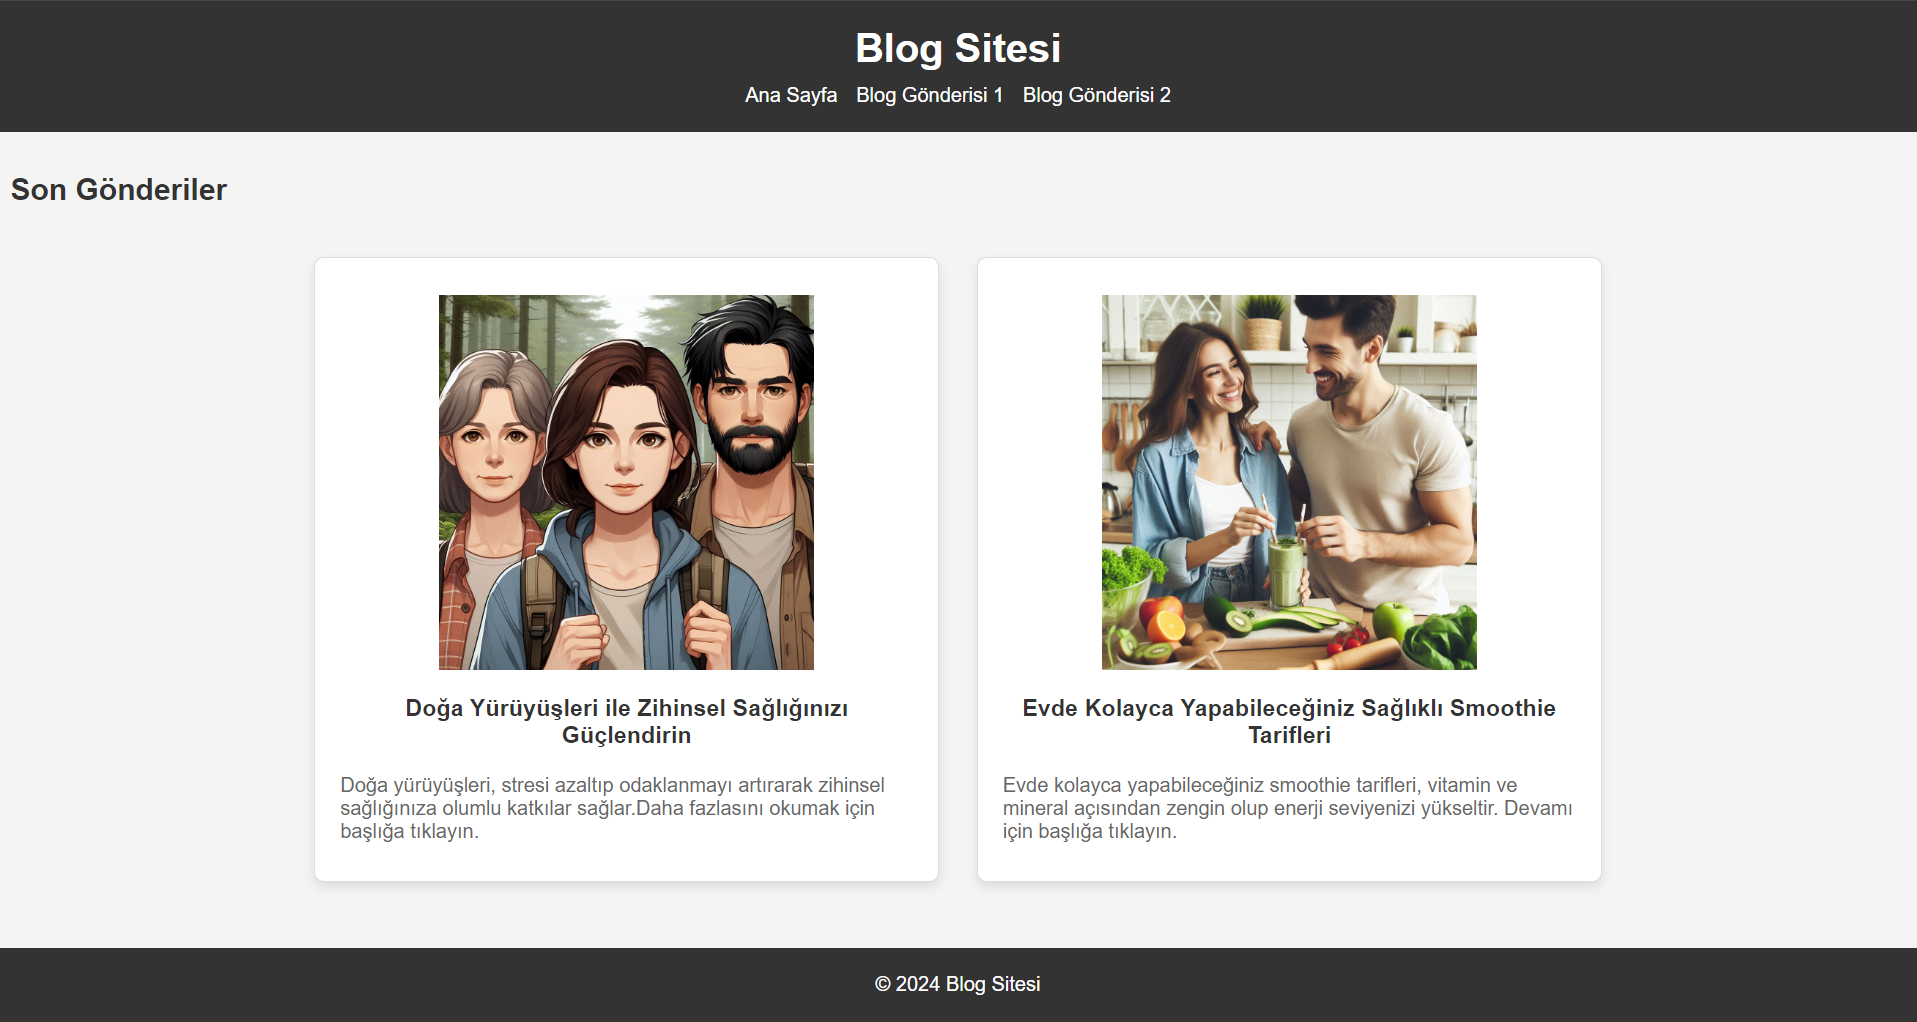 Blog Sitesi
Ana Sayfa Blog Gönderisi 1 Blog Gönderisi 2
Son Gönderiler
Doğa Yürüyüşleri ile Zihinsel Sağlığınızı
Güçlendirin
Doğa yürüyüşleri, stresi azaltıp odaklanmayı artırarak zihinsel
sağlığınıza olumlu katkılar sağlar.Daha fazlasını okumak için
başlığa tıklayın.
Evde Kolayca Yapabileceğiniz Sağlıklı Smoothie
Tarifleri
Evde kolayca yapabileceğiniz smoothie tarifleri, vitamin ve
mineral açısından zengin olup enerji seviyenizi yükseltir. Devamı
için başlığa tıklayın.
© 2024 Blog Sitesi